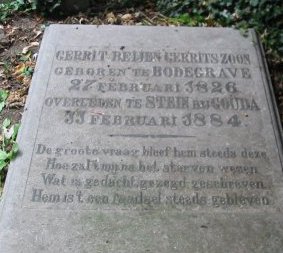 GERRIT REIJN GERRITSZOON
GEBOREN TE BODEGRAVE
27 FEBRUARI 1826
OVERLEDEN TE STEIN BIJ GOUDA
FEBRUARI 1884
De groote vraag bleef hem steeds deze
Hoe zal't mij na het sterven wezen
Wat is gedacht gezegd geschreven
Hem is't een raadsel steeds gebleven